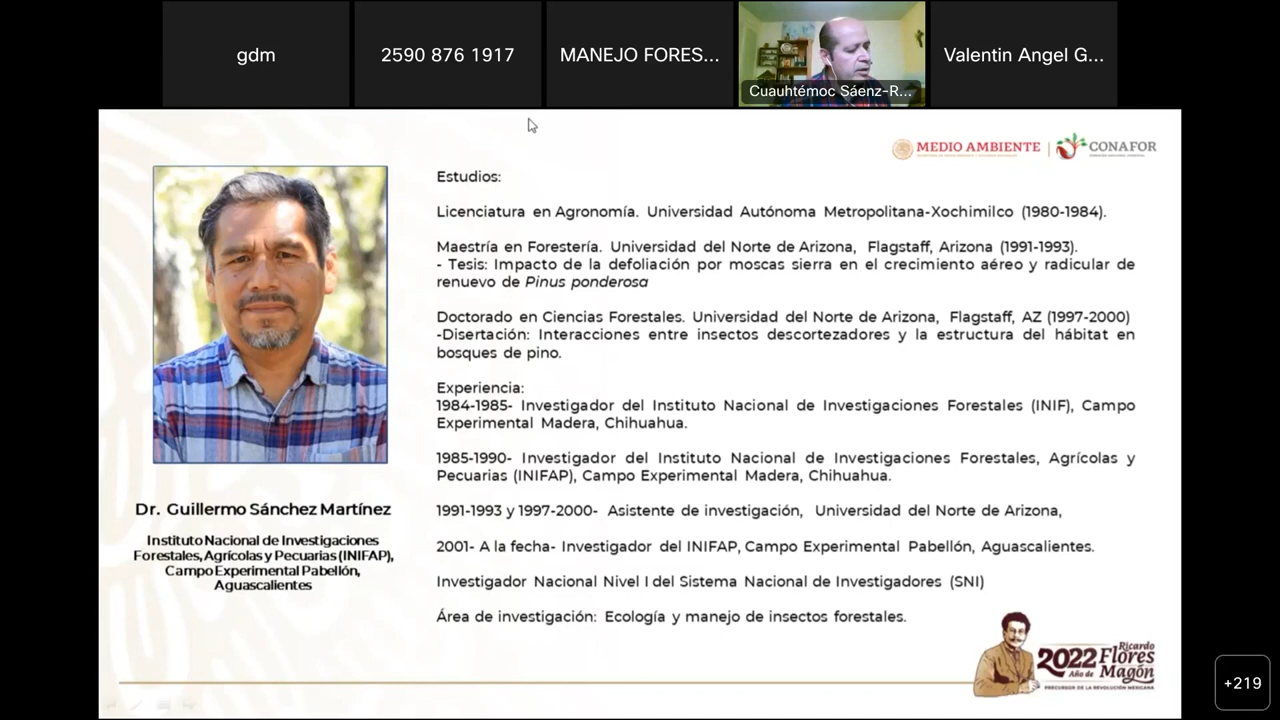 gdm
2590 876 1917
MANEJO FORES...
Cuauhtémoc Sáenz-R...
Valentin Angel G...
MEDIO AMBIENTE
CONAFOR
Estudios:
Licenciatura en Agronomía. Universidad Autónoma Metropolitana-Xochimilco (1980-1984).
Maestría en Forestería. Universidad del Norte de Arizona, Flagstaff, Arizona (1991-1993).
- Tesis: Impacto de la defoliación por moscas sierra en el crecimiento aéreo y radicular de
renuevo de Pinus ponderosa
Doctorado en Ciencias Forestales. Universidad del Norte de Arizona, Flagstaff, AZ (1997-2000)
-Disertación: Interacciones entre insectos descortezadores y la estructura del hábitat en
bosques de pino.
Experiencia:
1984-1985- Investigador del Instituto Nacional de Investigaciones Forestales (INIF), Campo
Experimental Madera, Chihuahua.
1985-1990- Investigador del Instituto Nacional de Investigaciones Forestales, Agrícolas y
Pecuarias (INIFAP), Campo Experimental Madera, Chihuahua.
1991-1993 y 1997-2000- Asistente de investigación, Universidad del Norte de Arizona,
2001- A la fecha- Investigador del INIFAP, Campo Experimental Pabellón, Aguascalientes.
Investigador Nacional Nivel I del Sistema Nacional de Investigadores (SNI)
Área de investigación: Ecología y manejo de insectos forestales.
Dr. Guillermo Sánchez Martínez
Instituto Nacional de Investigaciones
Forestales, Agrícolas y Pecuarias (INIFAP),
Campo Experimental Pabellón,
Aguascalientes
2022 Ricardo
Flores
Año de Magón
PRECURSOR DE LA REVOLUCIÓN MEXICANA
+219